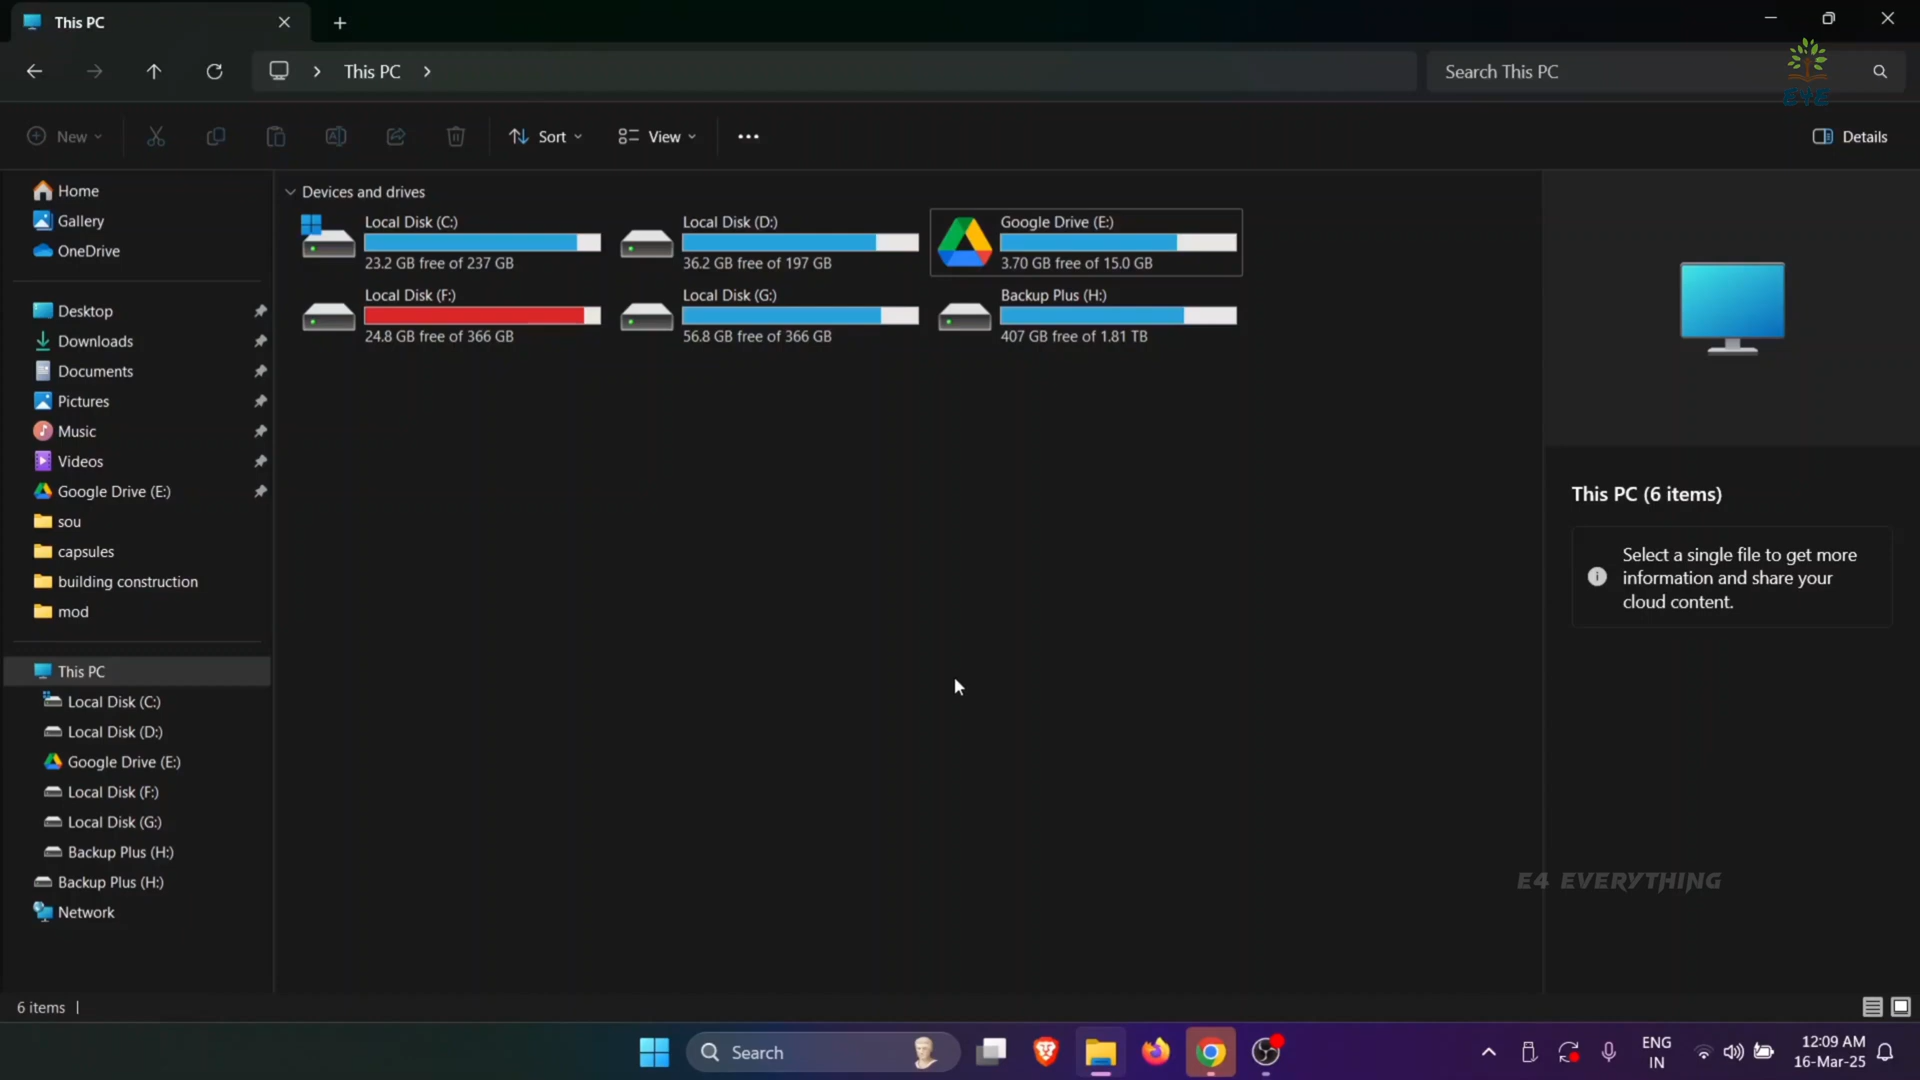 This PC
This PC
Search This PC
E4E
New
Sort
View
Details
Home
Gallery
OneDrive
Desktop
Downloads
Documents
Pictures
Music
Videos
Google Drive (E:)
sou
capsules
building construction
mod
This PC
Local Disk (C:)
Local Disk (D:)
Google Drive (E:)
Local Disk (F:)
Local Disk (G:)
Backup Plus (H:)
Backup Plus (H:)
Network
Devices and drives
Local Disk (C:)
23.2 GB free of 237 GB
Local Disk (D:)
36.2 GB free of 197 GB
Google Drive (E:)
3.70 GB free of 15.0 GB
Local Disk (F:)
24.8 GB free of 366 GB
Local Disk (G:)
56.8 GB free of 366 GB
Backup Plus (H:)
407 GB free of 1.81 TB
This PC (6 items)
Select a single file to get more
information and share your
cloud content.
E4 EVERYTHING
6 items
Search
ENG
IN
12:09 AM
16-Mar-25